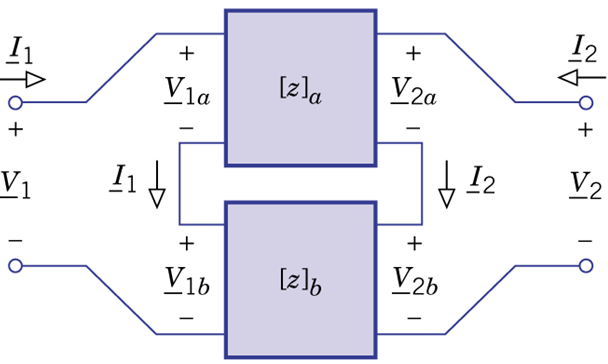 I1 I2
+ +
V1a [z]a V2a
+ − − +
V1 I1 I2 V2
− + + −
V1b [z]b V2b
− −